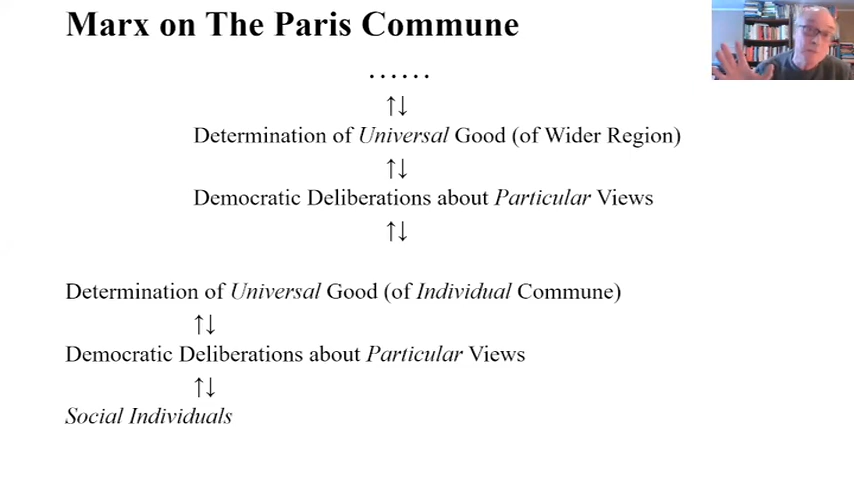 Marx on The Paris Commune
......
↑↓
Determination of Universal Good (of Wider Region)
↑↓
Democratic Deliberations about Particular Views
↑↓
Determination of Universal Good (of Individual Commune)
↑↓
Democratic Deliberations about Particular Views
↑↓
Social Individuals